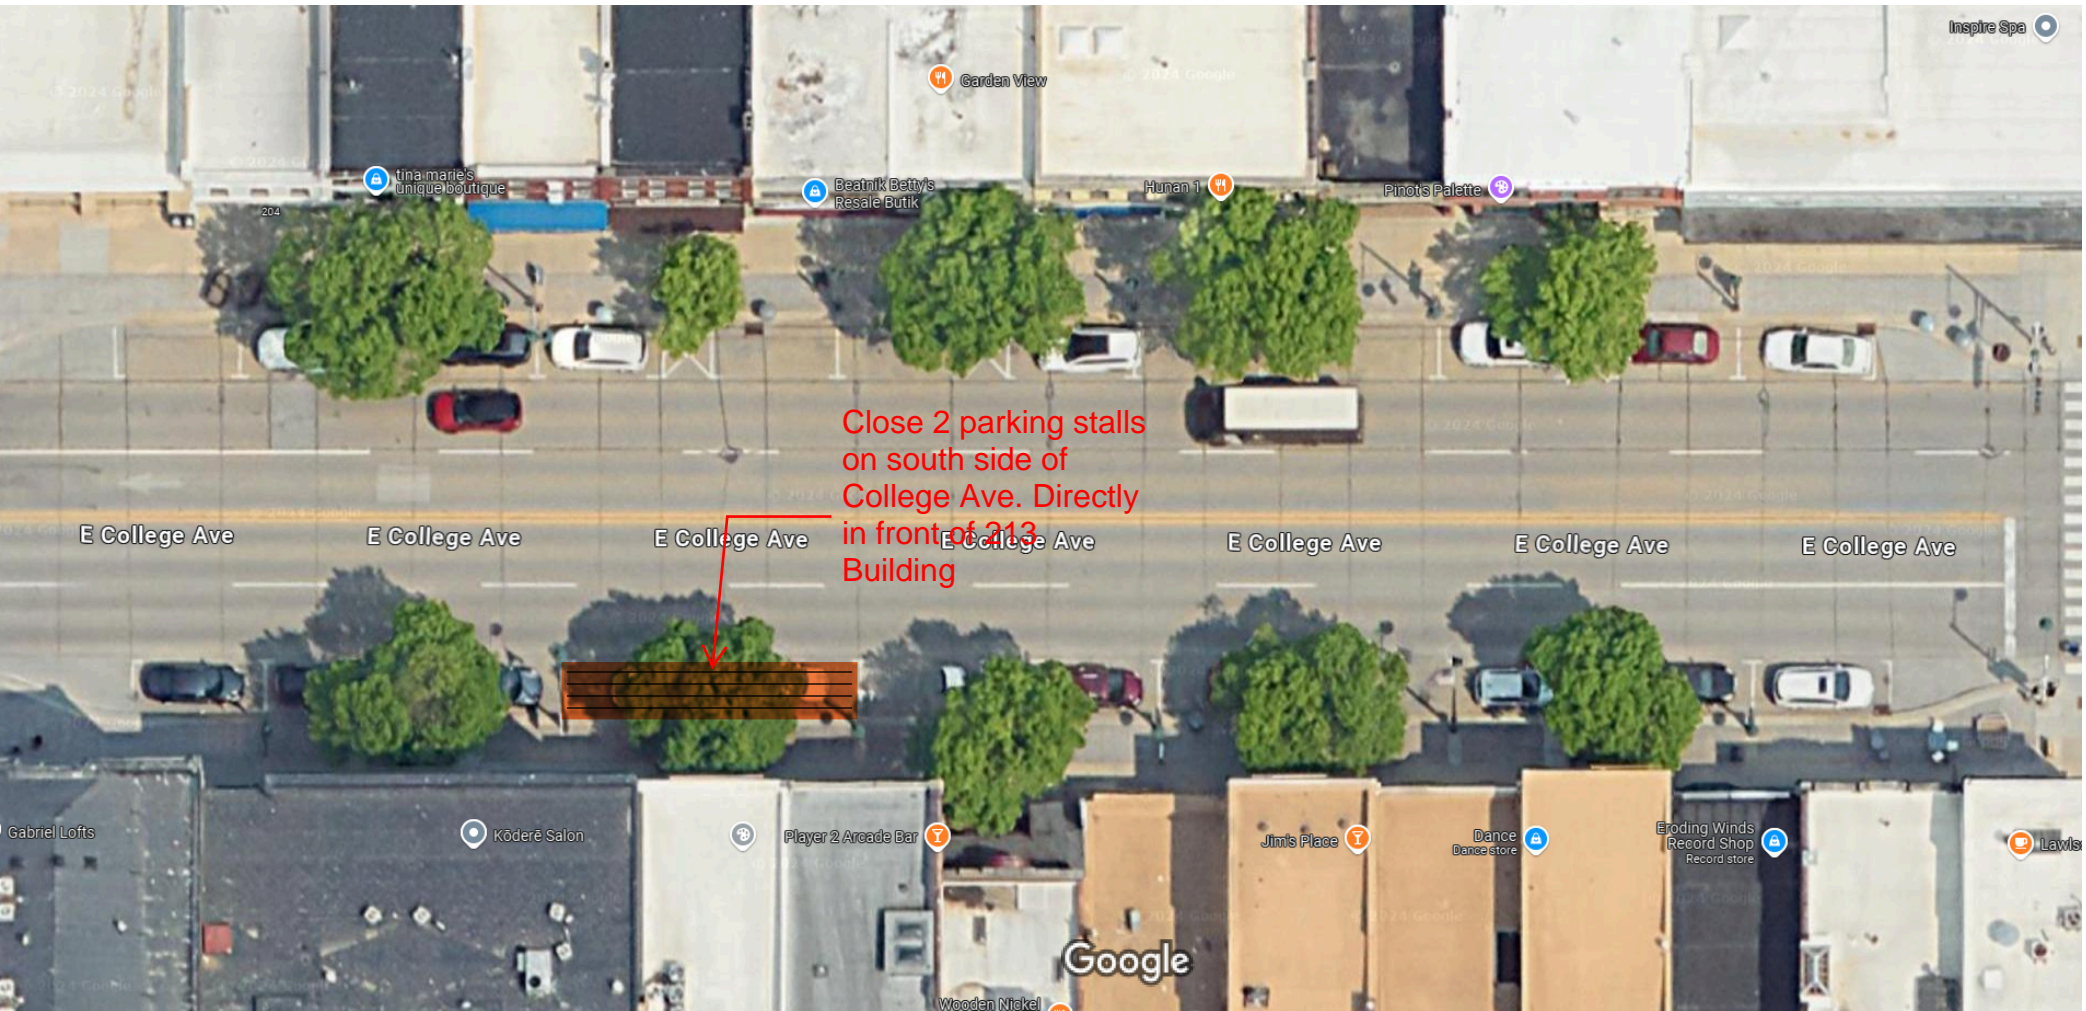 Inspire Spa
Garden View
© 2024 Google
tina marie's
unique boutique
204
Beatnik Betty's
Resale Butik
Hunan 1
Pinot's Palette
Close 2 parking stalls
on south side of
College Ave. Directly
in front of 213
Building
E College Ave
E College Ave
E College Ave
E College Ave
E College Ave
E College Ave
E College Ave
Gabriel Lofts
Kōderē Salon
Player 2 Arcade Bar
Jim's Place
Dance
Dance store
Eroding Winds
Record Shop
Record store
Google
Wooden Nickel